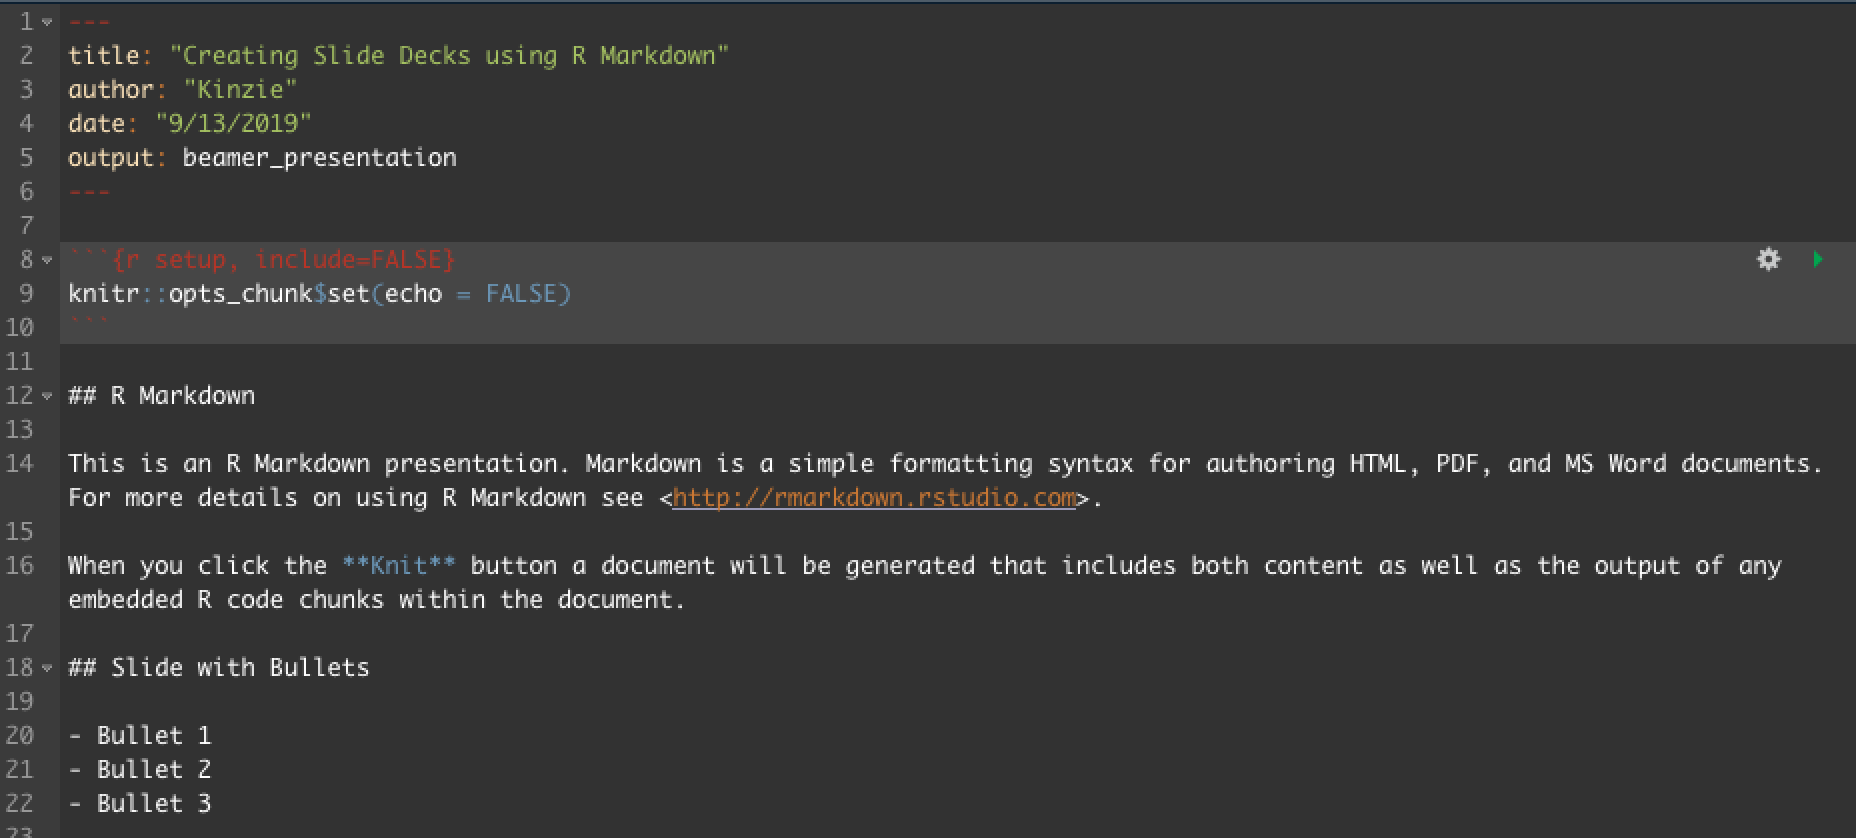 1 ---
2 title: "Creating Slide Decks using R Markdown"
3 author: "Kinzie"
4 date: "9/13/2019"
5 output: beamer_presentation
6 ---
7
8 ```{r setup, include=FALSE}
9 knitr::opts_chunk$set(echo = FALSE)
10 ```
11
12 ## R Markdown
13
14 This is an R Markdown presentation. Markdown is a simple formatting syntax for authoring HTML, PDF, and MS Word documents.
For more details on using R Markdown see <http://rmarkdown.rstudio.com>.
15
16 When you click the **Knit** button a document will be generated that includes both content as well as the output of any
embedded R code chunks within the document.
17
18 ## Slide with Bullets
19
20 - Bullet 1
21 - Bullet 2
22 - Bullet 3
23